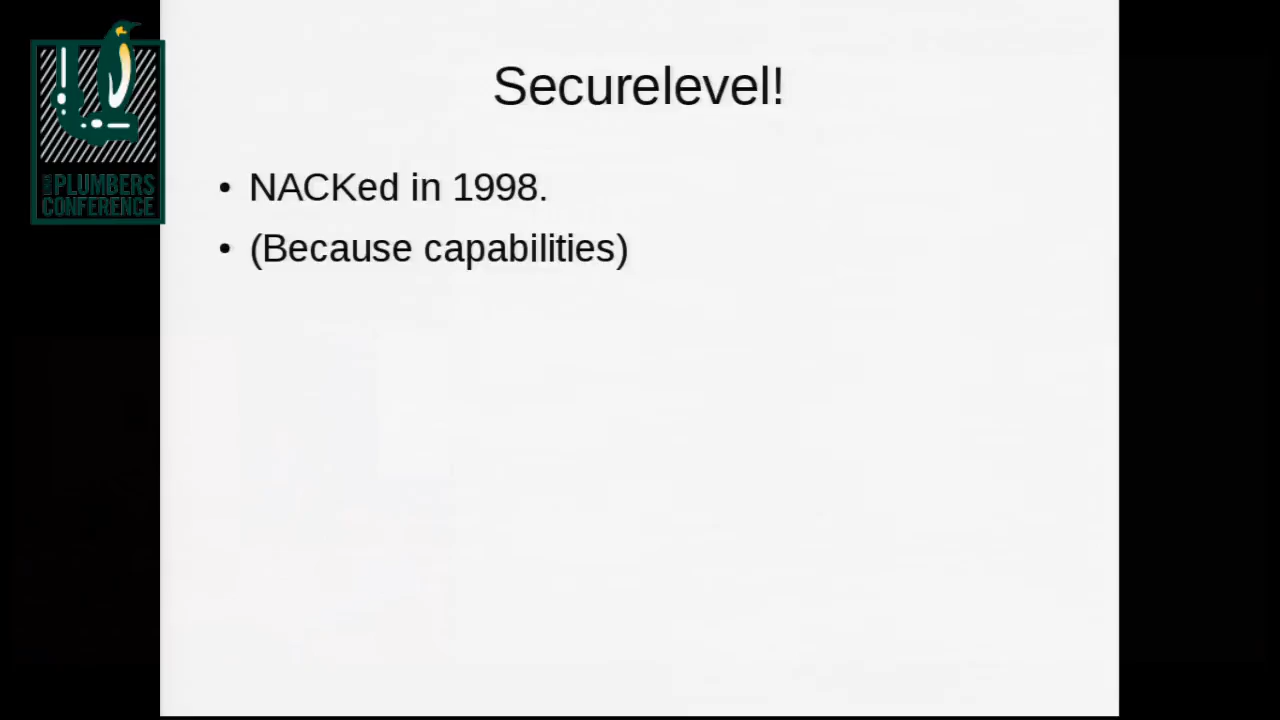 Securelevel!
• NACKed in 1998.
• (Because capabilities)
PLUMBERS
CONFERENCE